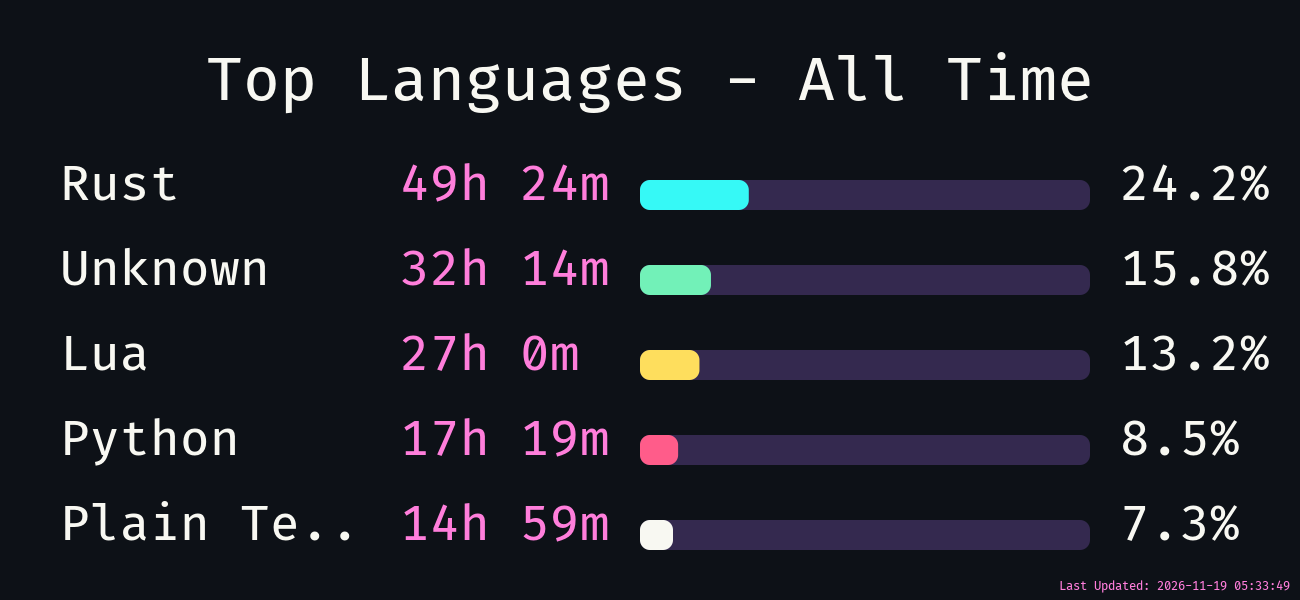 Top Languages - All Time
Rust 49h 24m 24.2%
Unknown 32h 14m 15.8%
Lua 27h 0m 13.2%
Python 17h 19m 8.5%
Plain Te.. 14h 59m 7.3%
Last Updated: 2026-11-19 05:33:49